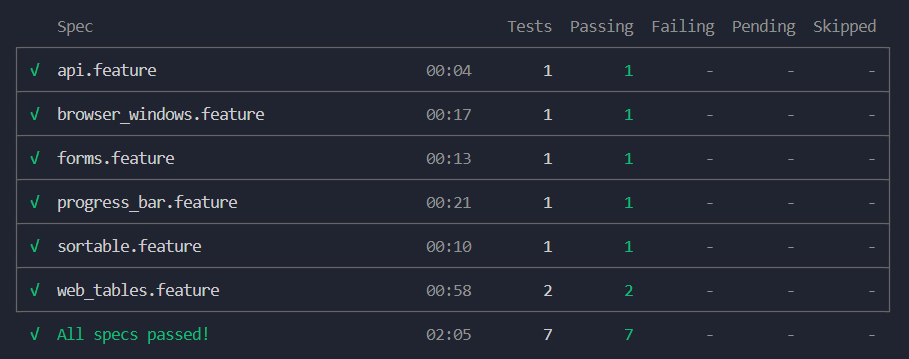 Spec Tests Passing Failing Pending Skipped
√ api.feature 00:04 1 1 - - -
√ browser_windows.feature 00:17 1 1 - - -
√ forms.feature 00:13 1 1 - - -
√ progress_bar.feature 00:21 1 1 - - -
√ sortable.feature 00:10 1 1 - - -
√ web_tables.feature 00:58 2 2 - - -
√ All specs passed! 02:05 7 7 - - -